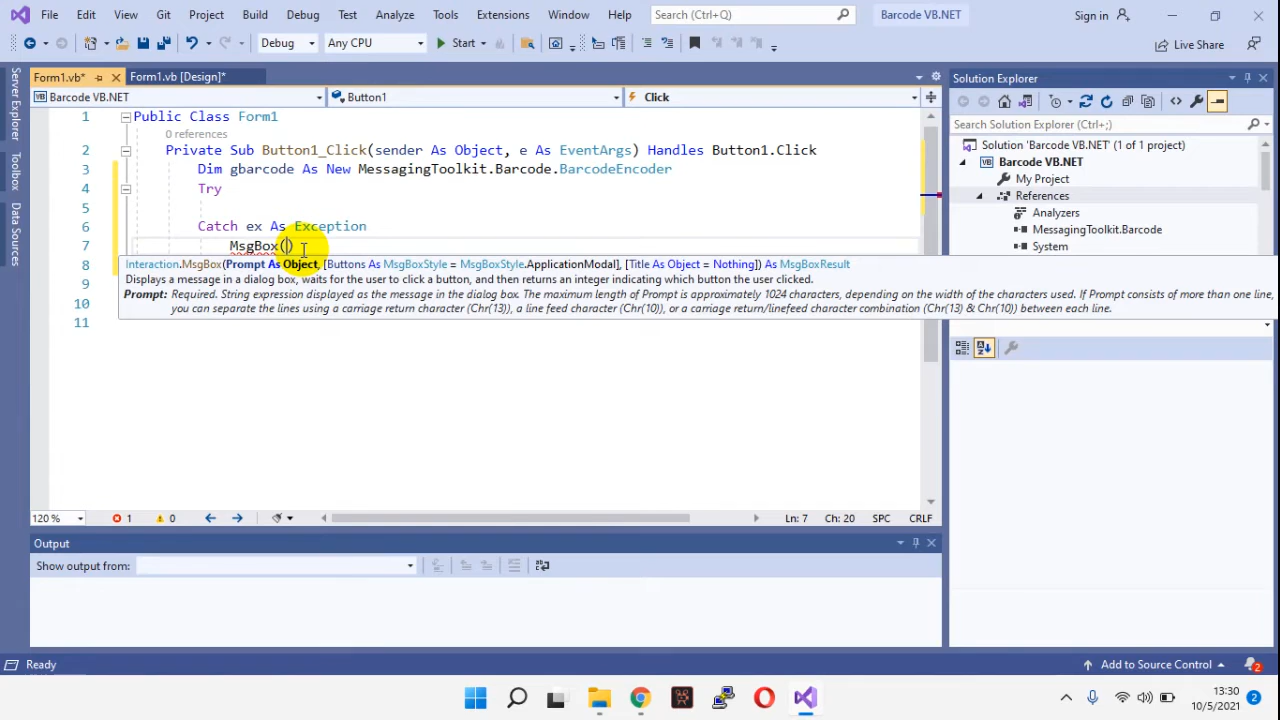 File Edit View Git Project Build Debug Test Analyze Tools Extensions Window Help Search (Ctrl+Q) Barcode VB.NET Sign in
Debug Any CPU Start Live Share
Form1.vb* Form1.vb [Design]*
Solution Explorer
Server Explorer
Toolbox
Data Sources
Barcode VB.NET Button1 Click
Search Solution Explorer (Ctrl+;)
Solution 'Barcode VB.NET' (1 of 1 project)
Barcode VB.NET
My Project
References
Analyzers
MessagingToolkit.Barcode
System
1 Public Class Form1
0 references
2 Private Sub Button1_Click(sender As Object, e As EventArgs) Handles Button1.Click
3 Dim gbarcode As New MessagingToolkit.Barcode.BarcodeEncoder
4 Try
5
6 Catch ex As Exception
7 MsgBox()
8
9
10
11
Interaction.MsgBox(Prompt As Object, [Buttons As MsgBoxStyle = MsgBoxStyle.ApplicationModal], [Title As Object = Nothing]) As MsgBoxResult
Displays a message in a dialog box, waits for the user to click a button, and then returns an integer indicating which button the user clicked.
Prompt: Required. String expression displayed as the message in the dialog box. The maximum length of Prompt is approximately 1024 characters, depending on the width of the characters used. If Prompt consists of more than one line,
you can separate the lines using a carriage return character (Chr(13)), a line feed character (Chr(10)), or a carriage return/linefeed character combination (Chr(13) & Chr(10)) between each line.
120 % 1 0 Ln: 7 Ch: 20 SPC CRLF
Output
Show output from:
Ready Add to Source Control 2
13:30
10/5/2021 2